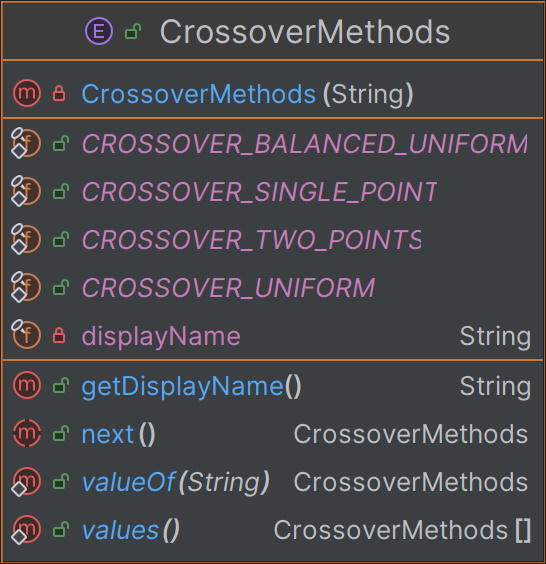 E CrossoverMethods
m CrossoverMethods(String)
f CROSSOVER_BALANCED_UNIFORM
f CROSSOVER_SINGLE_POINT
f CROSSOVER_TWO_POINTS
f CROSSOVER_UNIFORM
f displayName String
m getDisplayName() String
m next() CrossoverMethods
m valueOf(String) CrossoverMethods
m values() CrossoverMethods[]